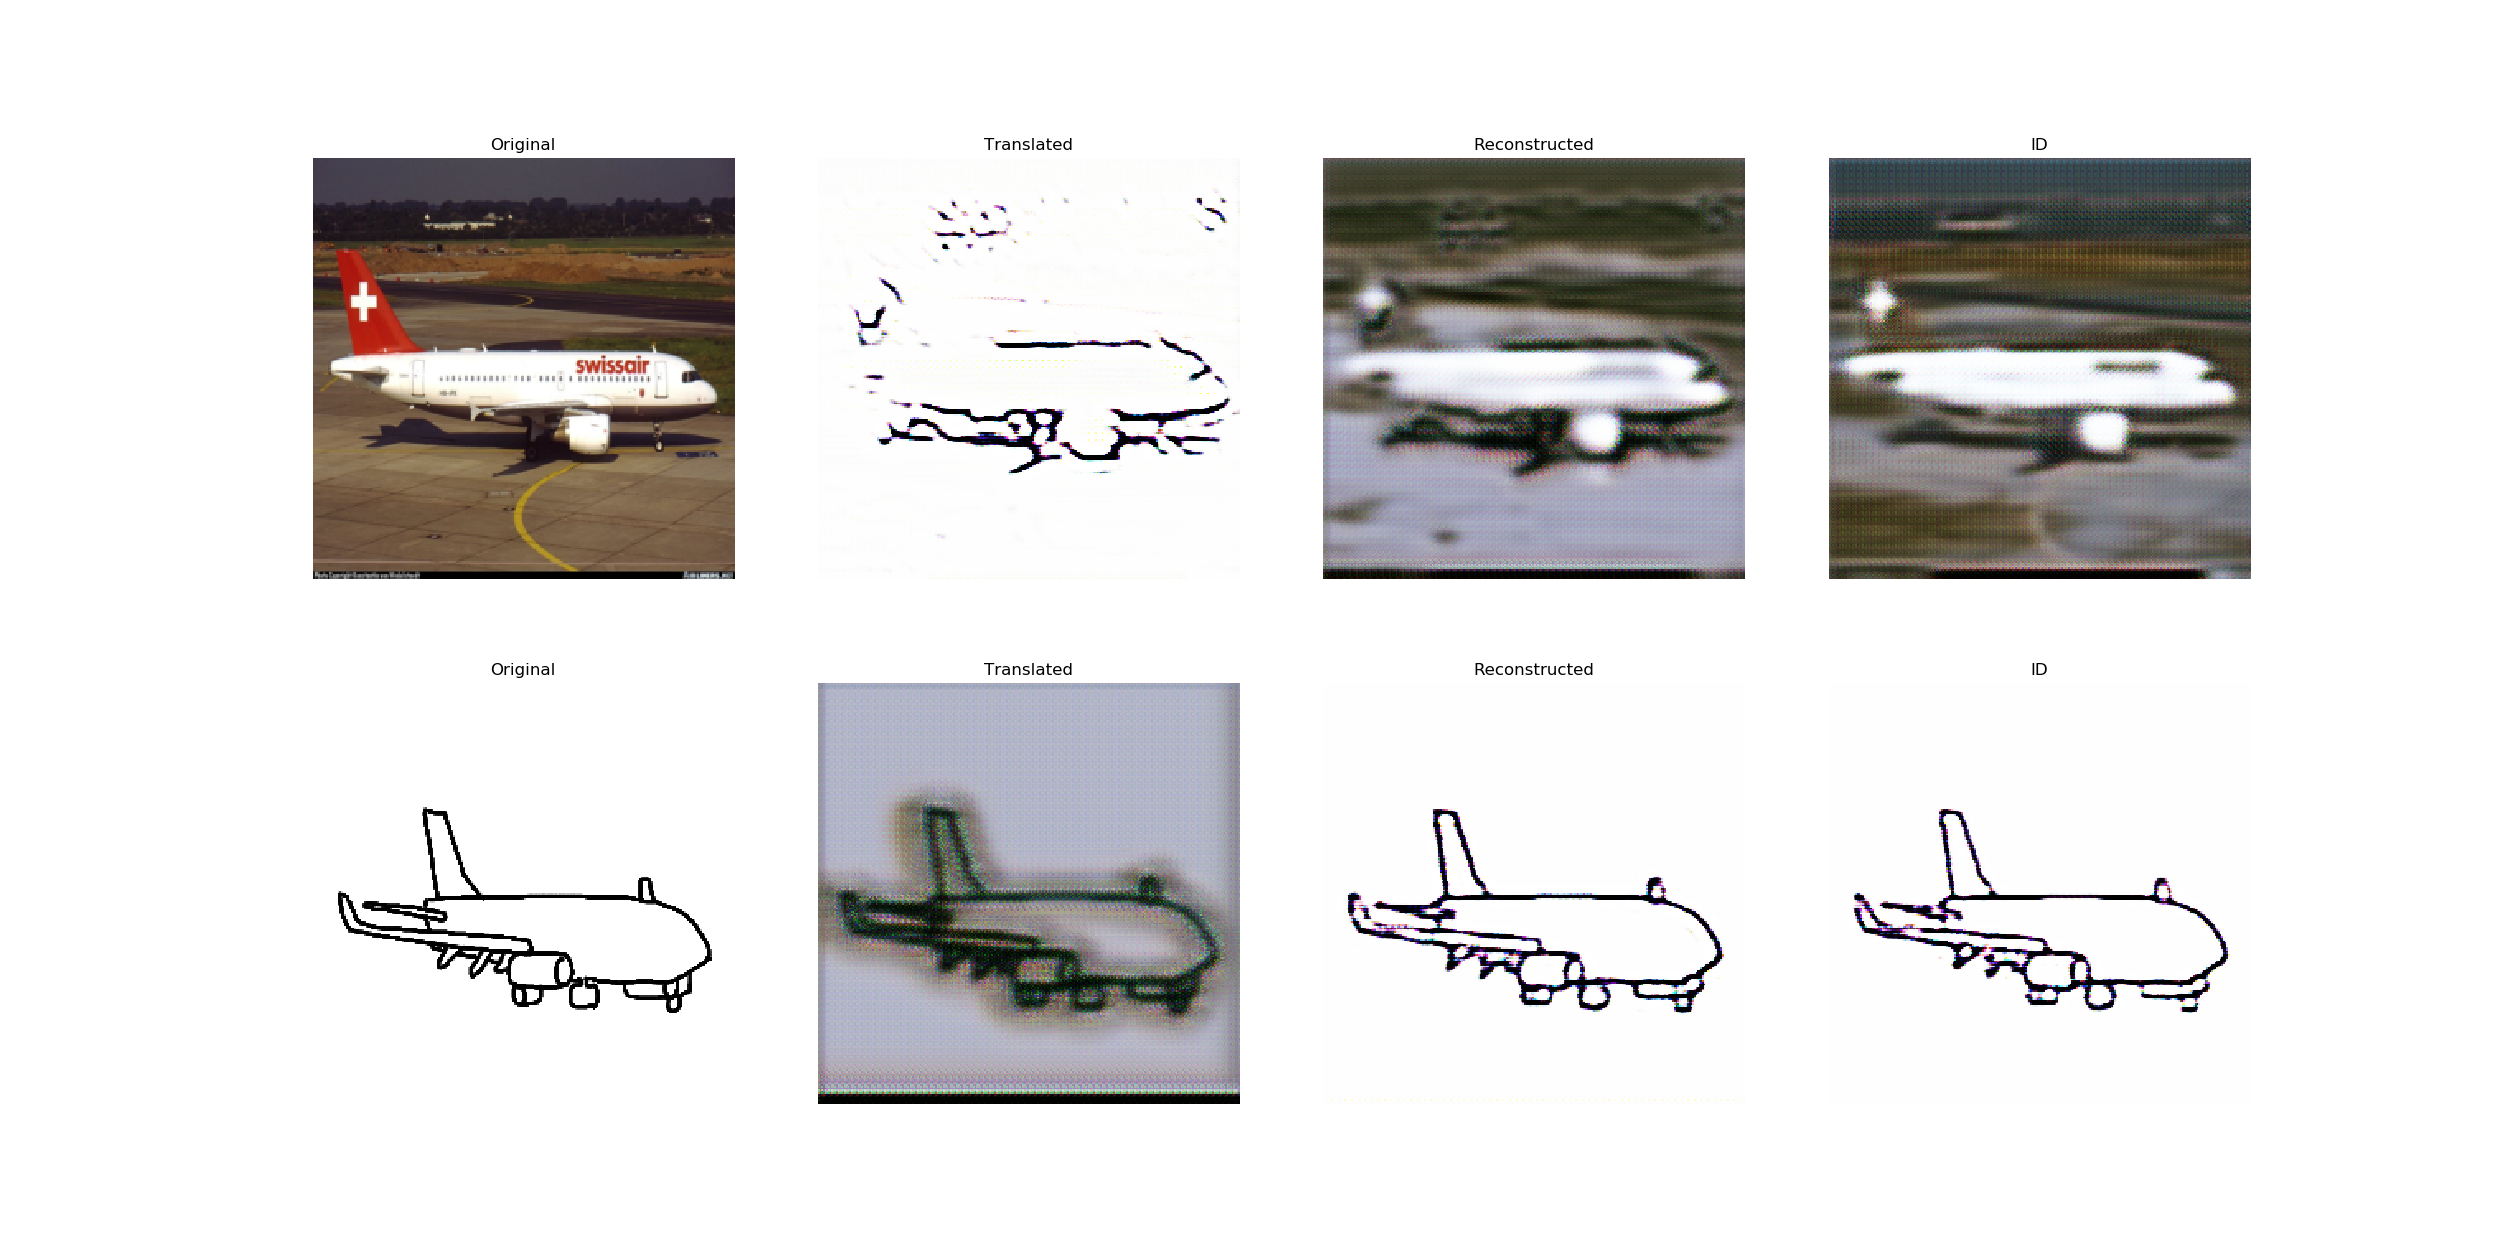 Original
Translated
Reconstructed
ID
swissair
Original
Translated
Reconstructed
ID